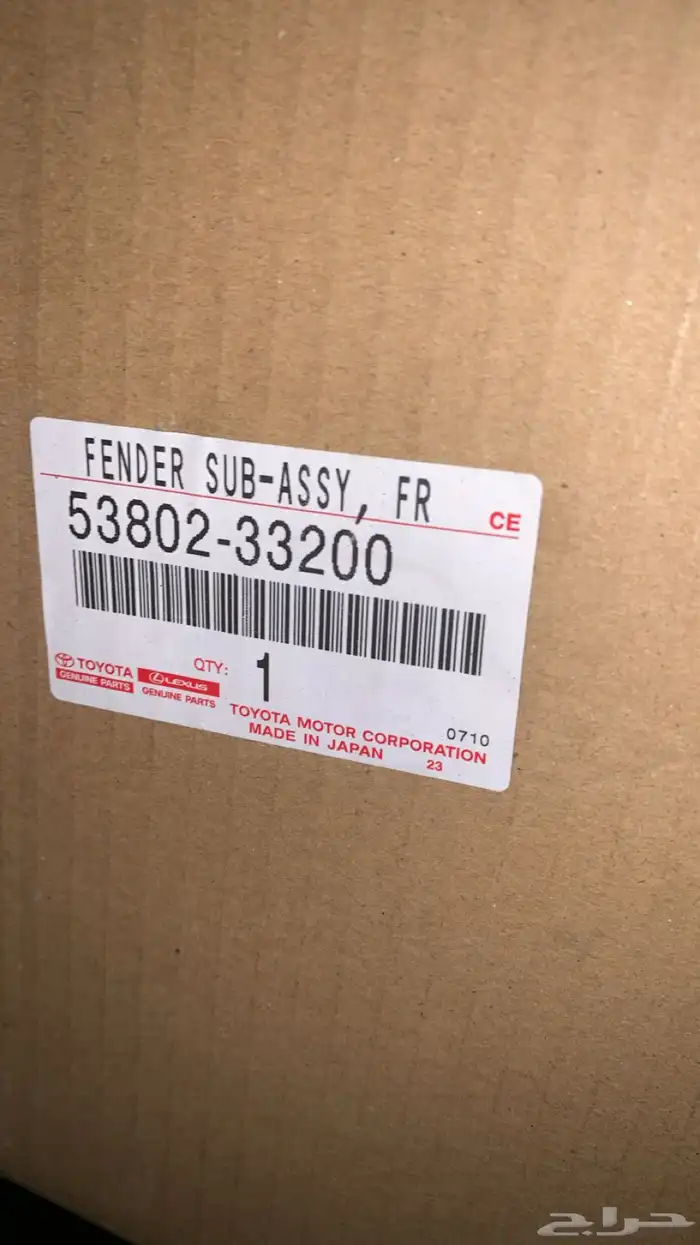 FENDER SUB-ASSY, FR
CE
53802-33200
QTY: 1
TOYOTA
GENUINE PARTS
LEXUS
GENUINE PARTS
0710
TOYOTA MOTOR CORPORATION
MADE IN JAPAN 23
حراج